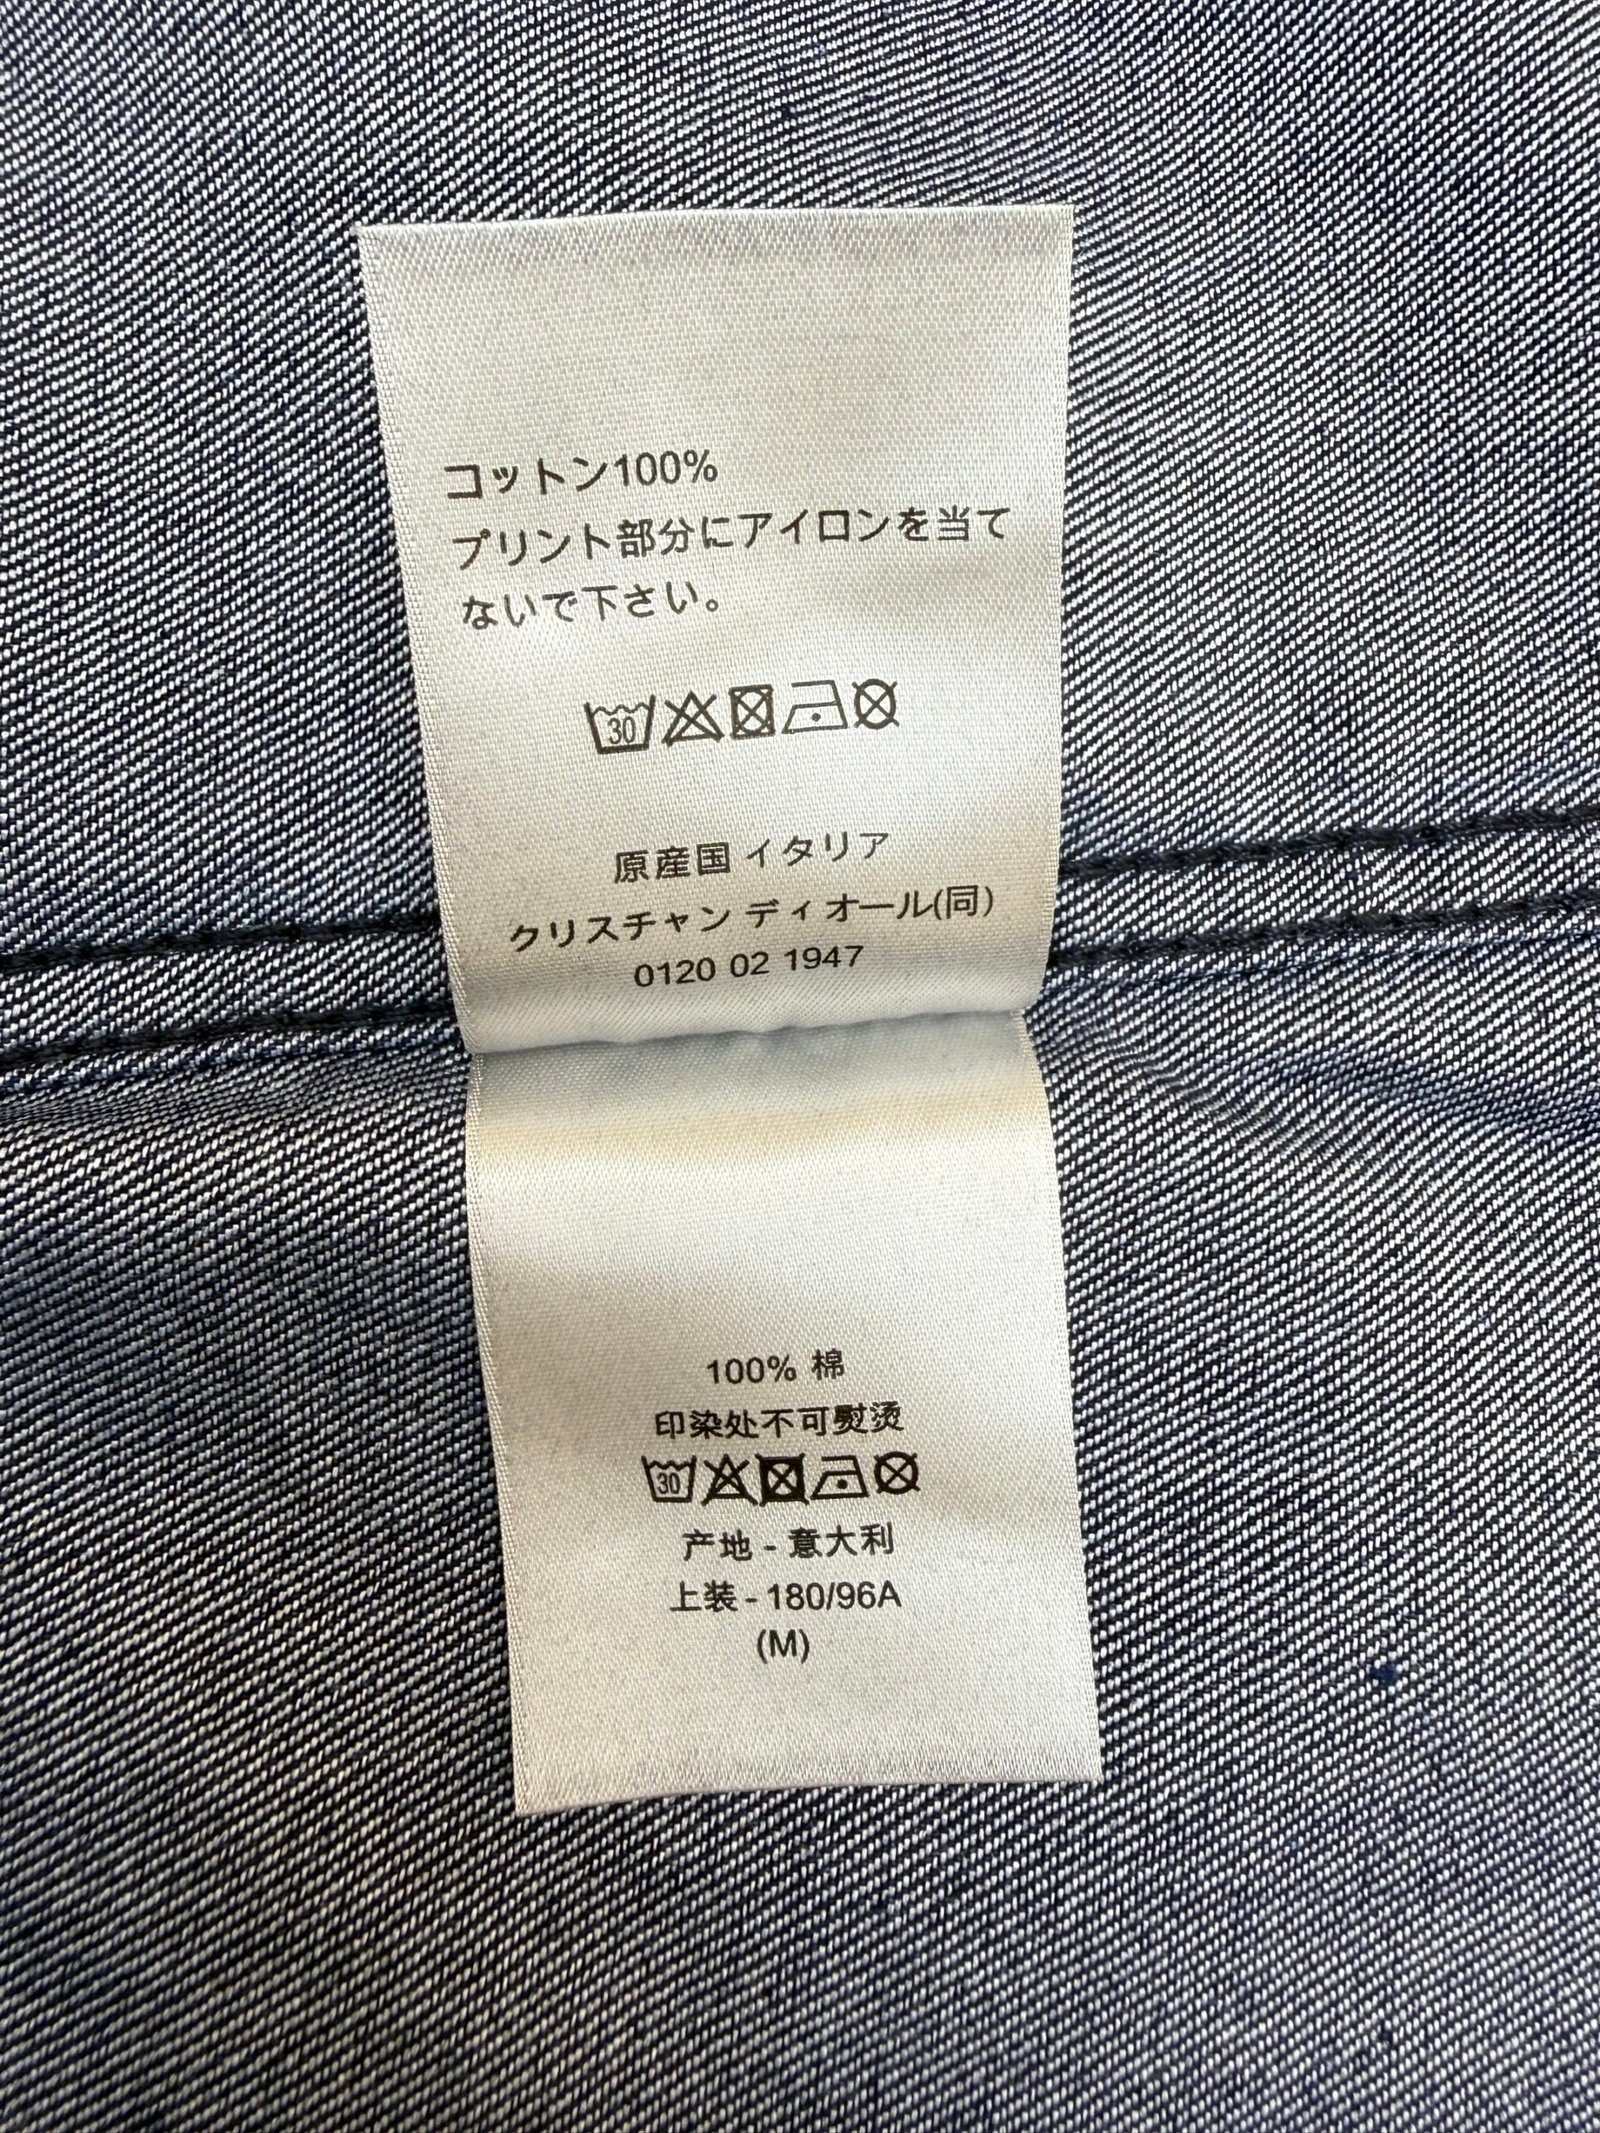 コットン100%
プリント部分にアイロンを当て
ないで下さい。
30
原産国 イタリア
クリスチャン ディオール(同)
0120 02 1947
100% 棉
印染处不可熨烫
30
产地 - 意大利
上装 - 180/96A
(M)